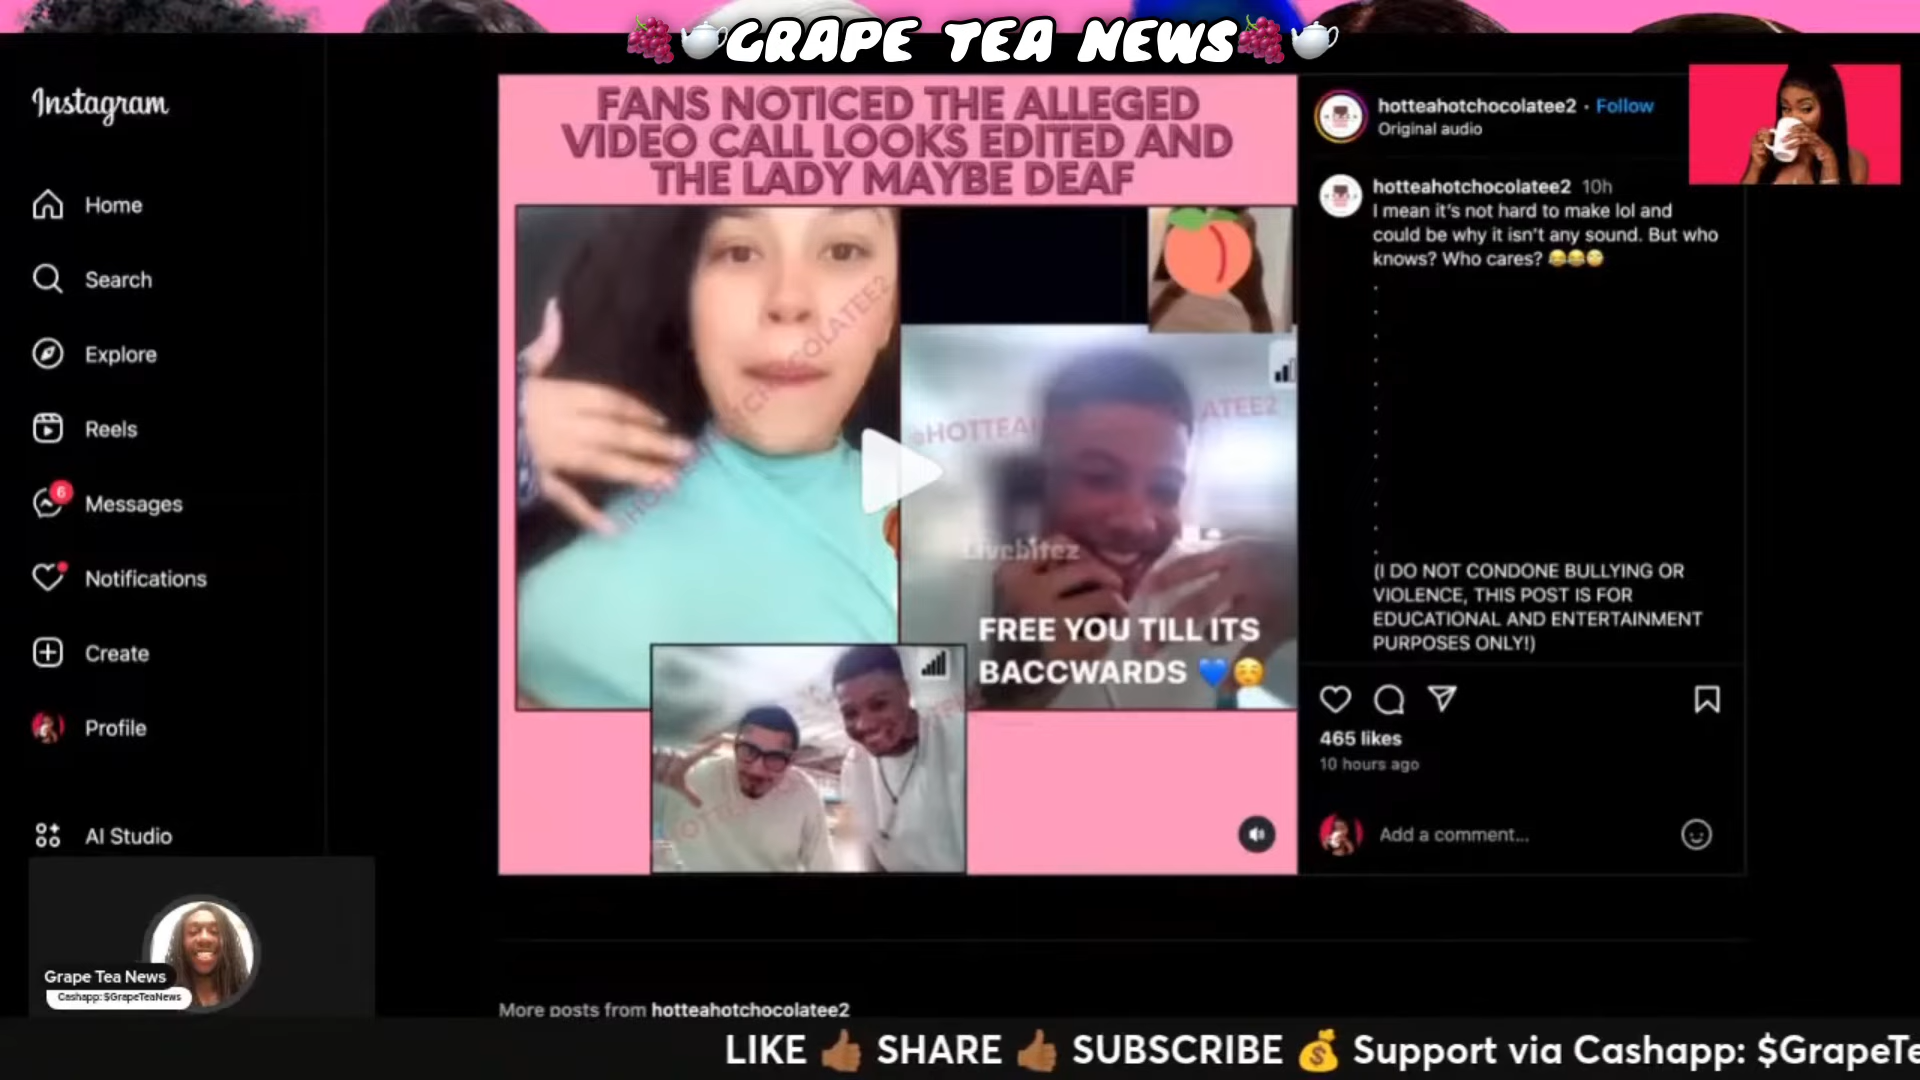 GRAPE TEA NEWS
Instagram
Home
Search
Explore
Reels
6
Messages
Notifications
Create
Profile
AI Studio
FANS NOTICED THE ALLEGED
VIDEO CALL LOOKS EDITED AND
THE LADY MAYBE DEAF
@HOTTEAHOTCHOCOLATEE2
Livebitez
FREE YOU TILL ITS
BACCWARDS 💙☺️
hotteahotchocolatee2 · Follow
Original audio
hotteahotchocolatee2 10h
I mean it's not hard to make lol and
could be why it isn't any sound. But who
knows? Who cares? 😂😂🙄
.
.
.
.
.
.
.
.
.
.
.
.
(I DO NOT CONDONE BULLYING OR
VIOLENCE, THIS POST IS FOR
EDUCATIONAL AND ENTERTAINMENT
PURPOSES ONLY!)
465 likes
10 hours ago
Add a comment...
Grape Tea News
Cashapp: $GrapeTeaNews
More posts from hotteahotchocolatee2
LIKE 👍🏾 SHARE 👍🏾 SUBSCRIBE 💰 Support via Cashapp: $GrapeTe